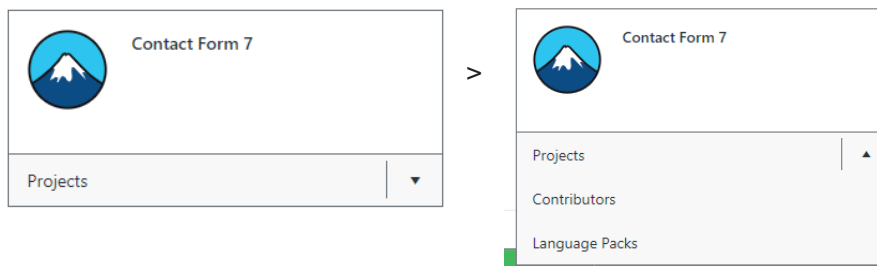 Contact Form 7
Projects
>
Contact Form 7
Projects
Contributors
Language Packs